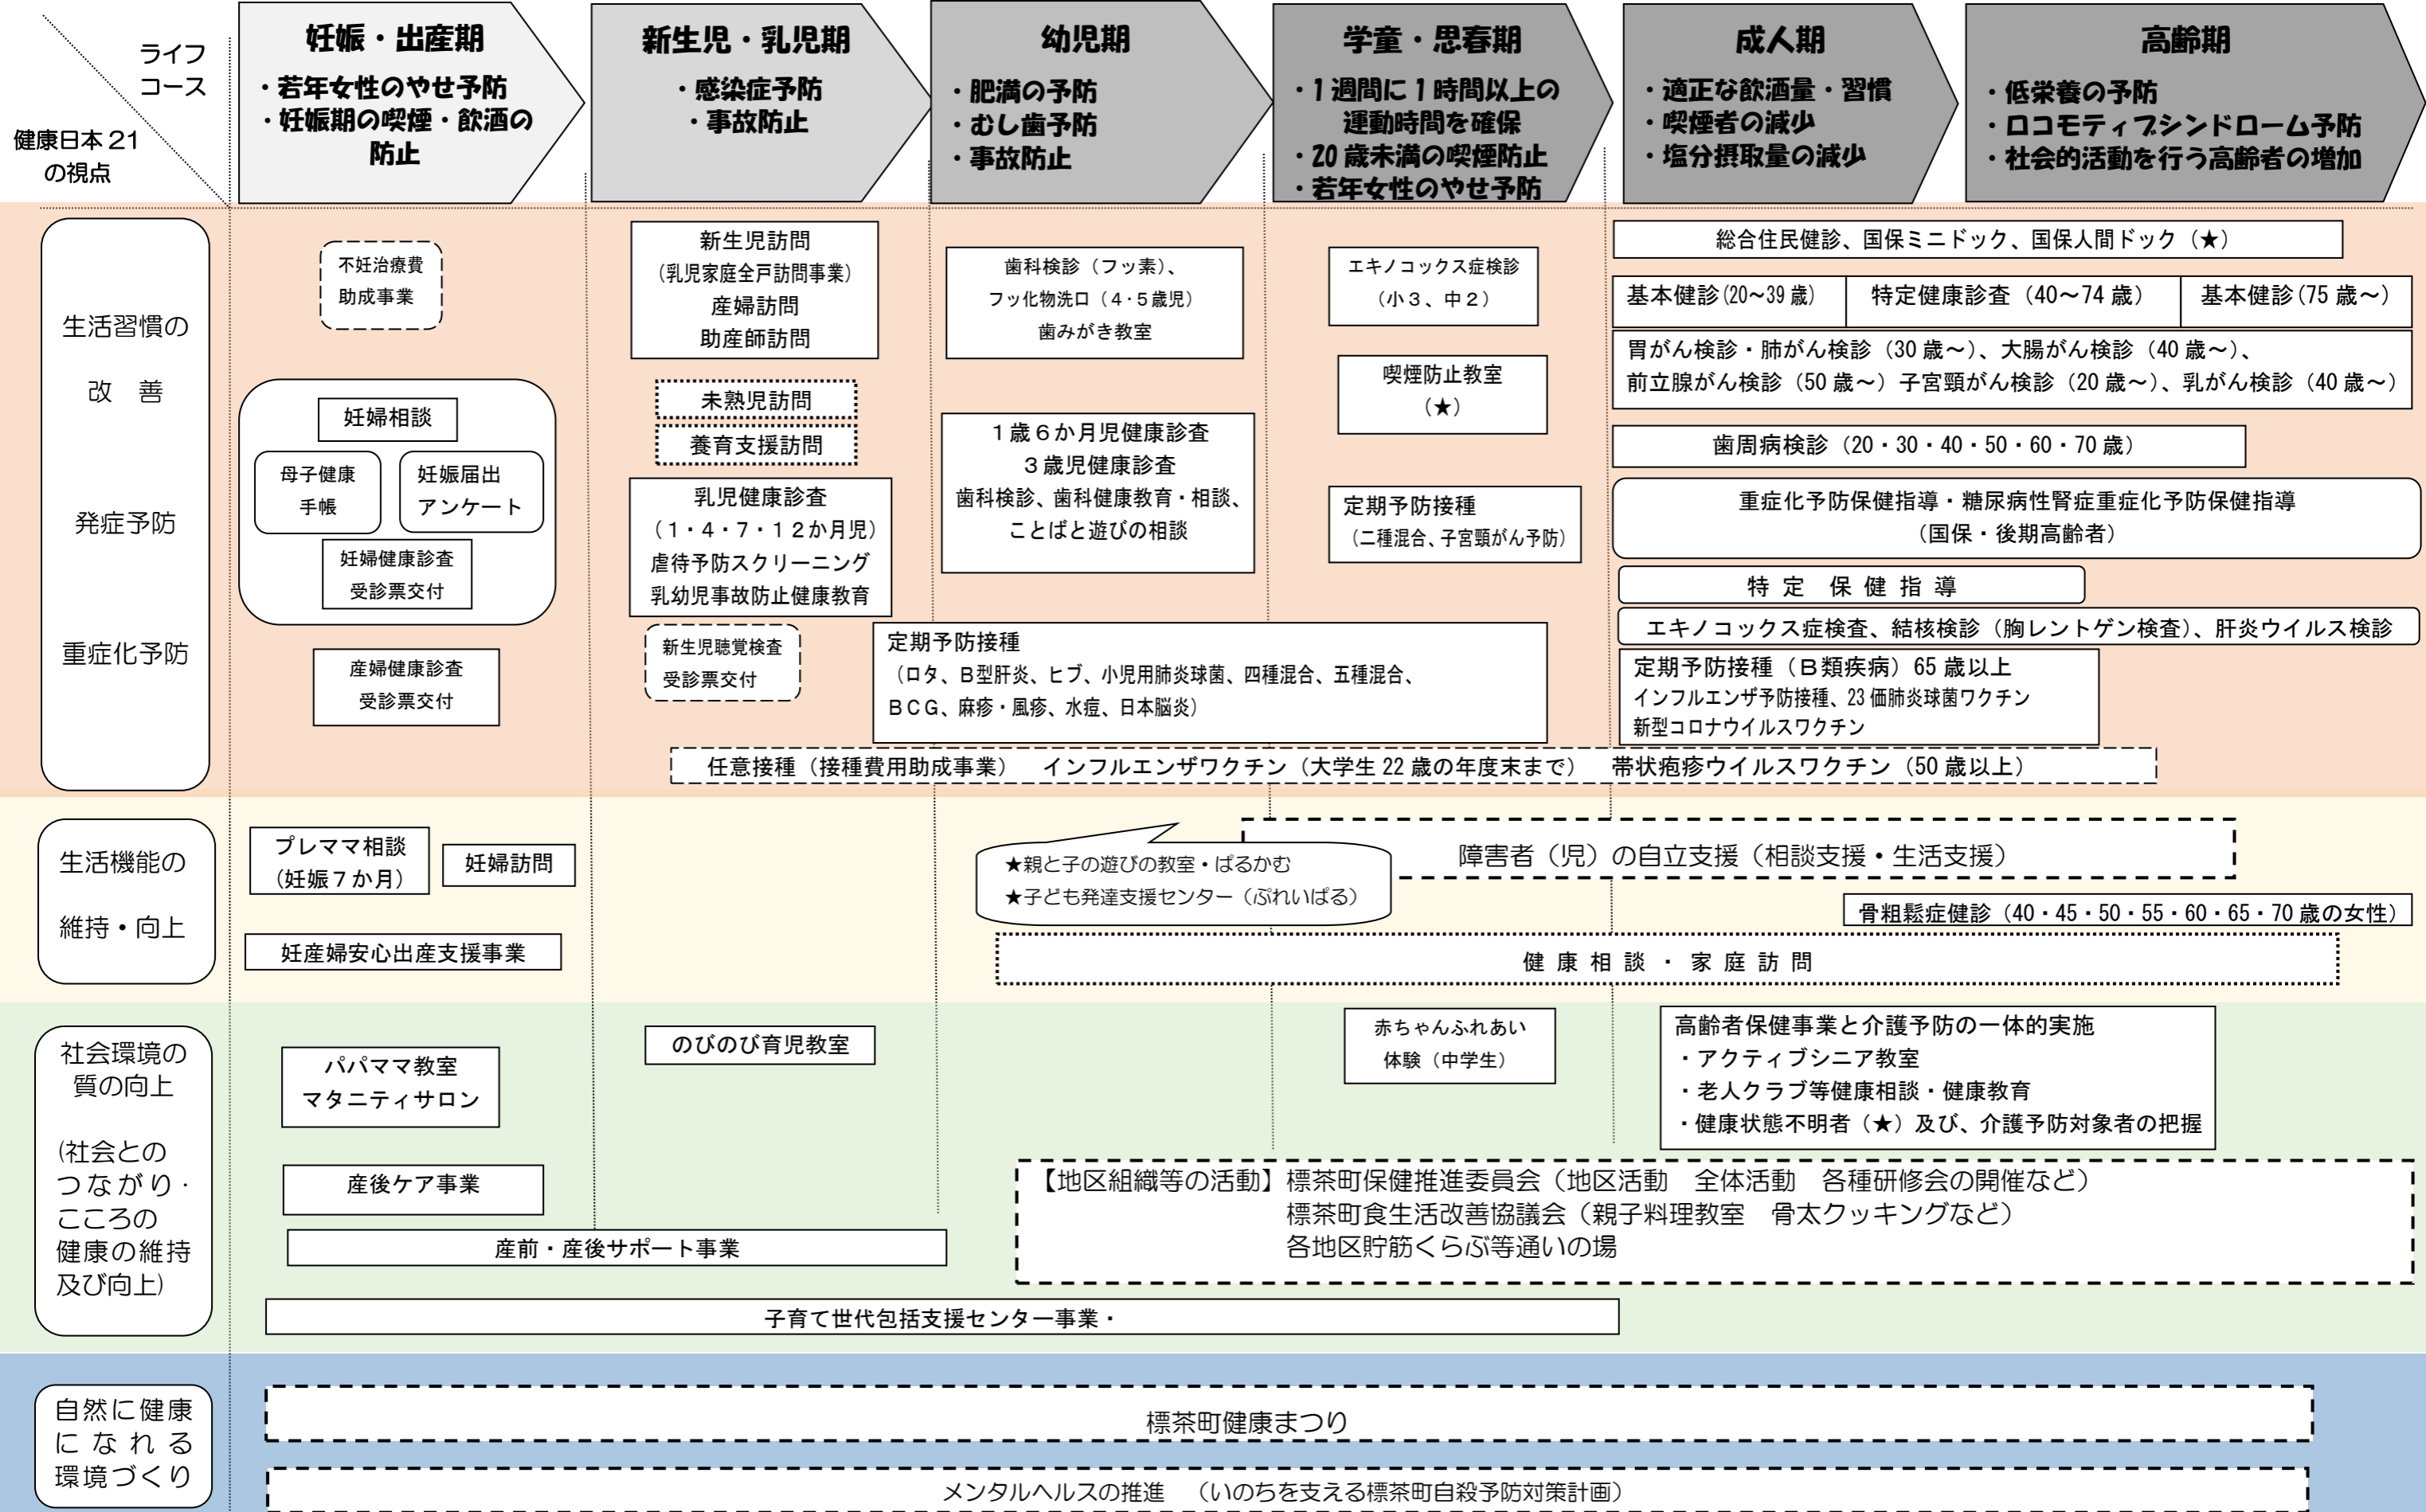 ライフ
コース
健康日本21
の視点
妊娠・出産期
・若年女性のやせ予防
・妊娠期の喫煙・飲酒の
防止
新生児・乳児期
・感染症予防
・事故防止
幼児期
・肥満の予防
・むし歯予防
・事故防止
学童・思春期
・1週間に1時間以上の
運動時間を確保
・20歳未満の喫煙防止
・若年女性のやせ予防
成人期
・適正な飲酒量・習慣
・喫煙者の減少
・塩分摂取量の減少
高齢期
・低栄養の予防
・ロコモティブシンドローム予防
・社会的活動を行う高齢者の増加
生活習慣の
改　善
発症予防
重症化予防
不妊治療費
助成事業
妊婦相談
母子健康
手帳
妊娠届出
アンケート
妊婦健康診査
受診票交付
産婦健康診査
受診票交付
新生児訪問
（乳児家庭全戸訪問事業）
産婦訪問
助産師訪問
未熟児訪問
養育支援訪問
乳児健康診査
（１・４・７・１２か月児）
虐待予防スクリーニング
乳幼児事故防止健康教育
新生児聴覚検査
受診票交付
歯科検診（フッ素）、
フッ化物洗口（４・５歳児）
歯みがき教室
１歳６か月児健康診査
３歳児健康診査
歯科検診、歯科健康教育・相談、
ことばと遊びの相談
エキノコックス症検診
（小３、中２）
喫煙防止教室
（★）
定期予防接種
（二種混合、子宮頸がん予防）
定期予防接種
（ロタ、Ｂ型肝炎、ヒブ、小児用肺炎球菌、四種混合、五種混合、
ＢＣＧ、麻疹・風疹、水痘、日本脳炎）
総合住民健診、国保ミニドック、国保人間ドック（★）
基本健診(20～39歳)
特定健康診査（40～74歳）
基本健診(75歳～)
胃がん検診・肺がん検診（30歳～）、大腸がん検診（40歳～）、
前立腺がん検診（50歳～）子宮頸がん検診（20歳～）、乳がん検診（40歳～）
歯周病検診（20・30・40・50・60・70歳）
重症化予防保健指導・糖尿病性腎症重症化予防保健指導
（国保・後期高齢者）
特 定　保 健 指 導
エキノコックス症検査、結核検診（胸レントゲン検査）、肝炎ウイルス検診
定期予防接種（Ｂ類疾病）65歳以上
インフルエンザ予防接種、23価肺炎球菌ワクチン
新型コロナウイルスワクチン
任意接種（接種費用助成事業）　インフルエンザワクチン（大学生22歳の年度末まで）　帯状疱疹ウイルスワクチン（50歳以上）
生活機能の
維持・向上
プレママ相談
(妊娠７か月)
妊婦訪問
妊産婦安心出産支援事業
★親と子の遊びの教室・ぱるかむ
★子ども発達支援センター（ぷれいぱる）
障害者（児）の自立支援（相談支援・生活支援）
骨粗鬆症健診（40・45・50・55・60・65・70歳の女性）
健 康 相 談 ・ 家 庭 訪 問
社会環境の
質の向上
(社会との
つながり・
こころの
健康の維持
及び向上)
パパママ教室
マタニティサロン
産後ケア事業
産前・産後サポート事業
のびのび育児教室
赤ちゃんふれあい
体験（中学生）
高齢者保健事業と介護予防の一体的実施
・アクティブシニア教室
・老人クラブ等健康相談・健康教育
・健康状態不明者（★）及び、介護予防対象者の把握
【地区組織等の活動】標茶町保健推進委員会（地区活動　全体活動　各種研修会の開催など）
標茶町食生活改善協議会（親子料理教室　骨太クッキングなど）
各地区貯筋くらぶ等通いの場
子育て世代包括支援センター事業・
自然に健康
になれる
環境づくり
標茶町健康まつり
メンタルヘルスの推進　（いのちを支える標茶町自殺予防対策計画）